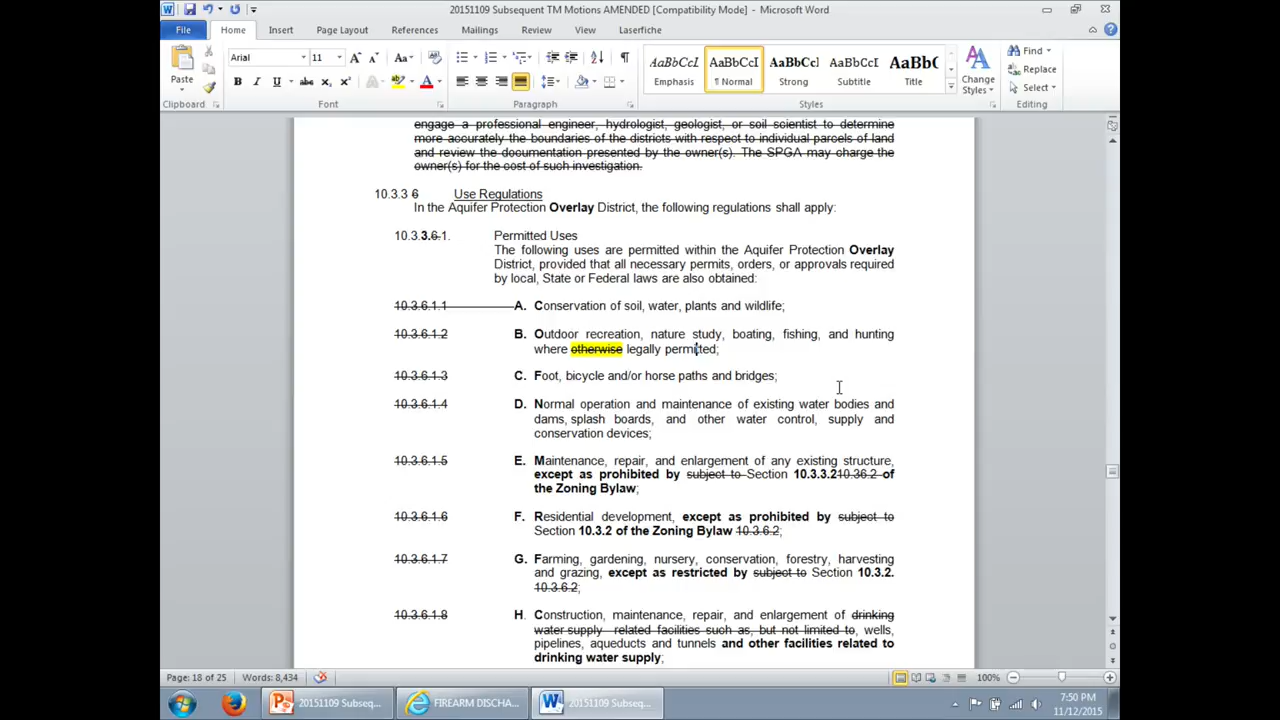 20151109 Subsequent TM Motions AMENDED [Compatibility Mode] - Microsoft Word
File Home Insert Page Layout References Mailings Review View Laserfiche
Paste
Arial 11
B I U abc
AaBbCcI AaBbCcI AaBbCcI AaBbCcI AaBbC
Emphasis ¶ Normal Strong Subtitle Title
Change Styles
Find
Replace
Select
Clipboard Font Paragraph Styles Editing
engage a professional engineer, hydrologist, geologist, or soil scientist to determine
more accurately the boundaries of the districts with respect to individual parcels of land
and review the documentation presented by the owner(s). The SPGA may charge the
owner(s) for the cost of such investigation.
10.3.3 6 Use Regulations
In the Aquifer Protection Overlay District, the following regulations shall apply:
10.3.3.6 1. Permitted Uses
The following uses are permitted within the Aquifer Protection Overlay
District, provided that all necessary permits, orders, or approvals required
by local, State or Federal laws are also obtained:
10.3.6.1.1 A. Conservation of soil, water, plants and wildlife;
10.3.6.1.2 B. Outdoor recreation, nature study, boating, fishing, and hunting
where otherwise legally permitted;
10.3.6.1.3 C. Foot, bicycle and/or horse paths and bridges;
10.3.6.1.4 D. Normal operation and maintenance of existing water bodies and
dams, splash boards, and other water control, supply and
conservation devices;
10.3.6.1.5 E. Maintenance, repair, and enlargement of any existing structure,
except as prohibited by subject to Section 10.3.3.210.36.2 of
the Zoning Bylaw;
10.3.6.1.6 F. Residential development, except as prohibited by subject to
Section 10.3.2 of the Zoning Bylaw 10.3.6.2;
10.3.6.1.7 G. Farming, gardening, nursery, conservation, forestry, harvesting
and grazing, except as restricted by subject to Section 10.3.2.
10.3.6.2;
10.3.6.1.8 H. Construction, maintenance, repair, and enlargement of drinking
water supply related facilities such as, but not limited to, wells,
pipelines, aqueducts and tunnels and other facilities related to
drinking water supply;
Page: 18 of 25 Words: 8,434 100%
20151109 Subseq... FIREARM DISCHA... 20151109 Subseq...
7:50 PM
11/12/2015